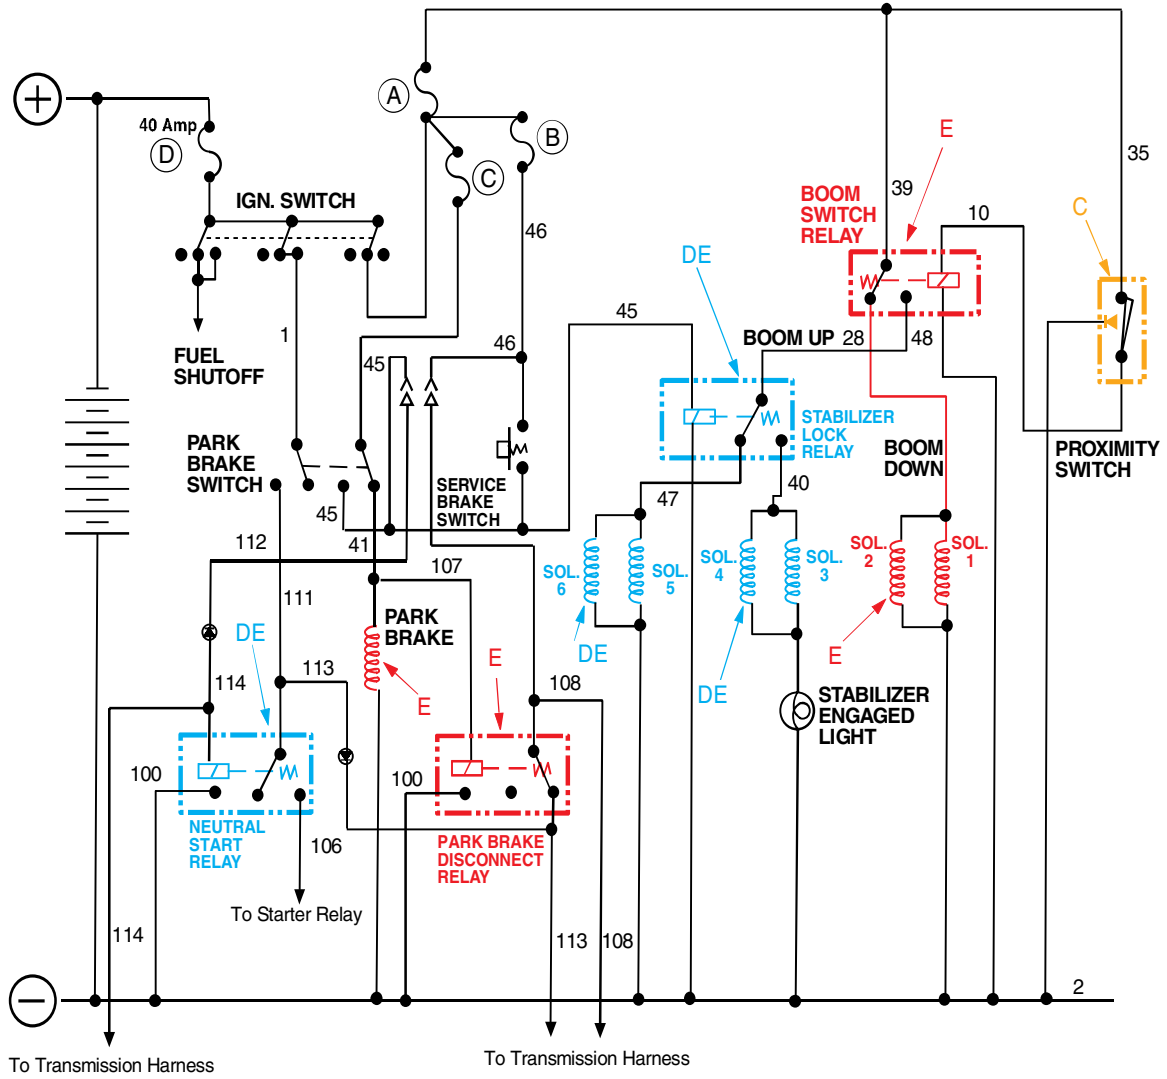 +
40 Amp
D
A
B
C
IGN. SWITCH
46
39
E
35
BOOM
SWITCH
RELAY
10
C
DE
FUEL
SHUTOFF
1
45
46
45
BOOM UP
28
48
PARK
BRAKE
SWITCH
SERVICE
BRAKE
SWITCH
STABILIZER
LOCK
RELAY
BOOM
DOWN
PROXIMITY
SWITCH
45
41
47
40
112
107
111
SOL.
6
SOL.
5
SOL.
4
SOL.
3
SOL.
2
SOL.
1
PARK
BRAKE
DE
DE
DE
E
E
E
113
114
108
STABILIZER
ENGAGED
LIGHT
100
100
NEUTRAL
START
RELAY
106
PARK BRAKE
DISCONNECT
RELAY
To Starter Relay
114
113
108
−
2
To Transmission Harness
To Transmission Harness